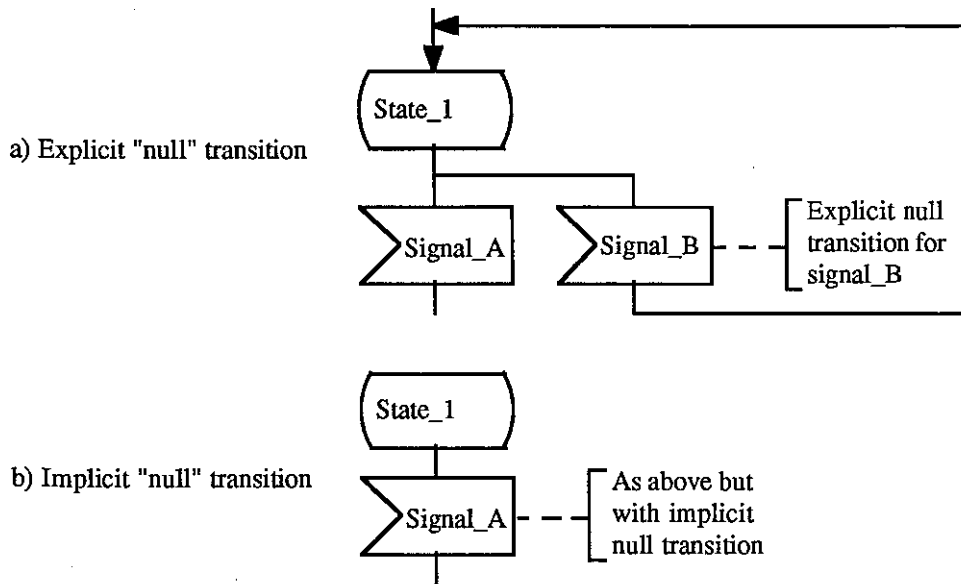 State_1
a) Explicit "null" transition
Signal_A
Signal_B
Explicit null
transition for
signal_B
State_1
b) Implicit "null" transition
Signal_A
As above but
with implicit
null transition